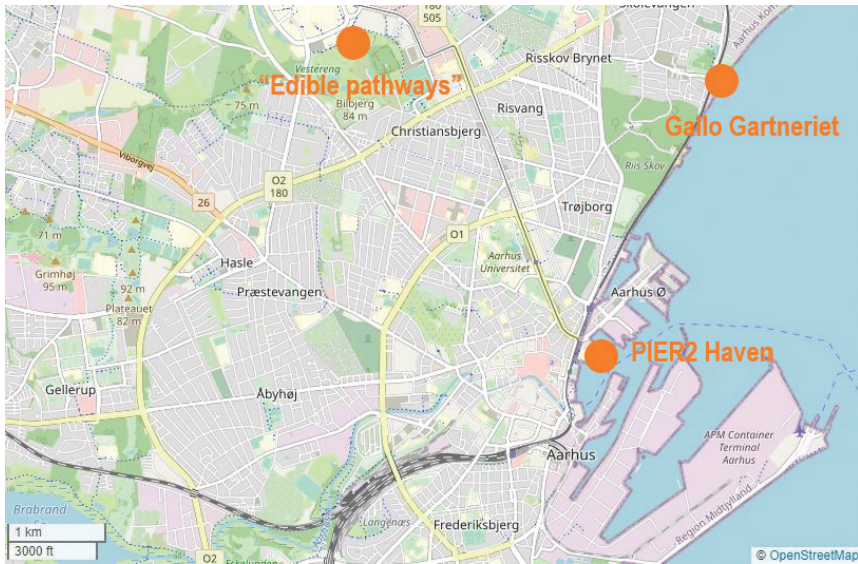 180
505
Skolevangen
Aarhus Kom
Vestereng
"Edible pathways"
Bilbjerg
84 m
75 m
Risskov Brynet
Risvang
Christiansbjerg
Gallo Gartneriet
Riis Skov
Viborgvej
O2
180
26
Trøjborg
71 m
O1
Grimhøj
95 m
92 m
Hasle
Aarhus
Universitet
Plateauet
82 m
Præstevangen
Aarhus Ø
PIER2 Haven
Gellerup
Åbyhøj
APM Container
Terminal
Aarhus
Aarhus
Region Midtjylland
Brabrand
Langenæs
Frederiksbjerg
1 km
3000 ft
O2
© OpenStreetMap